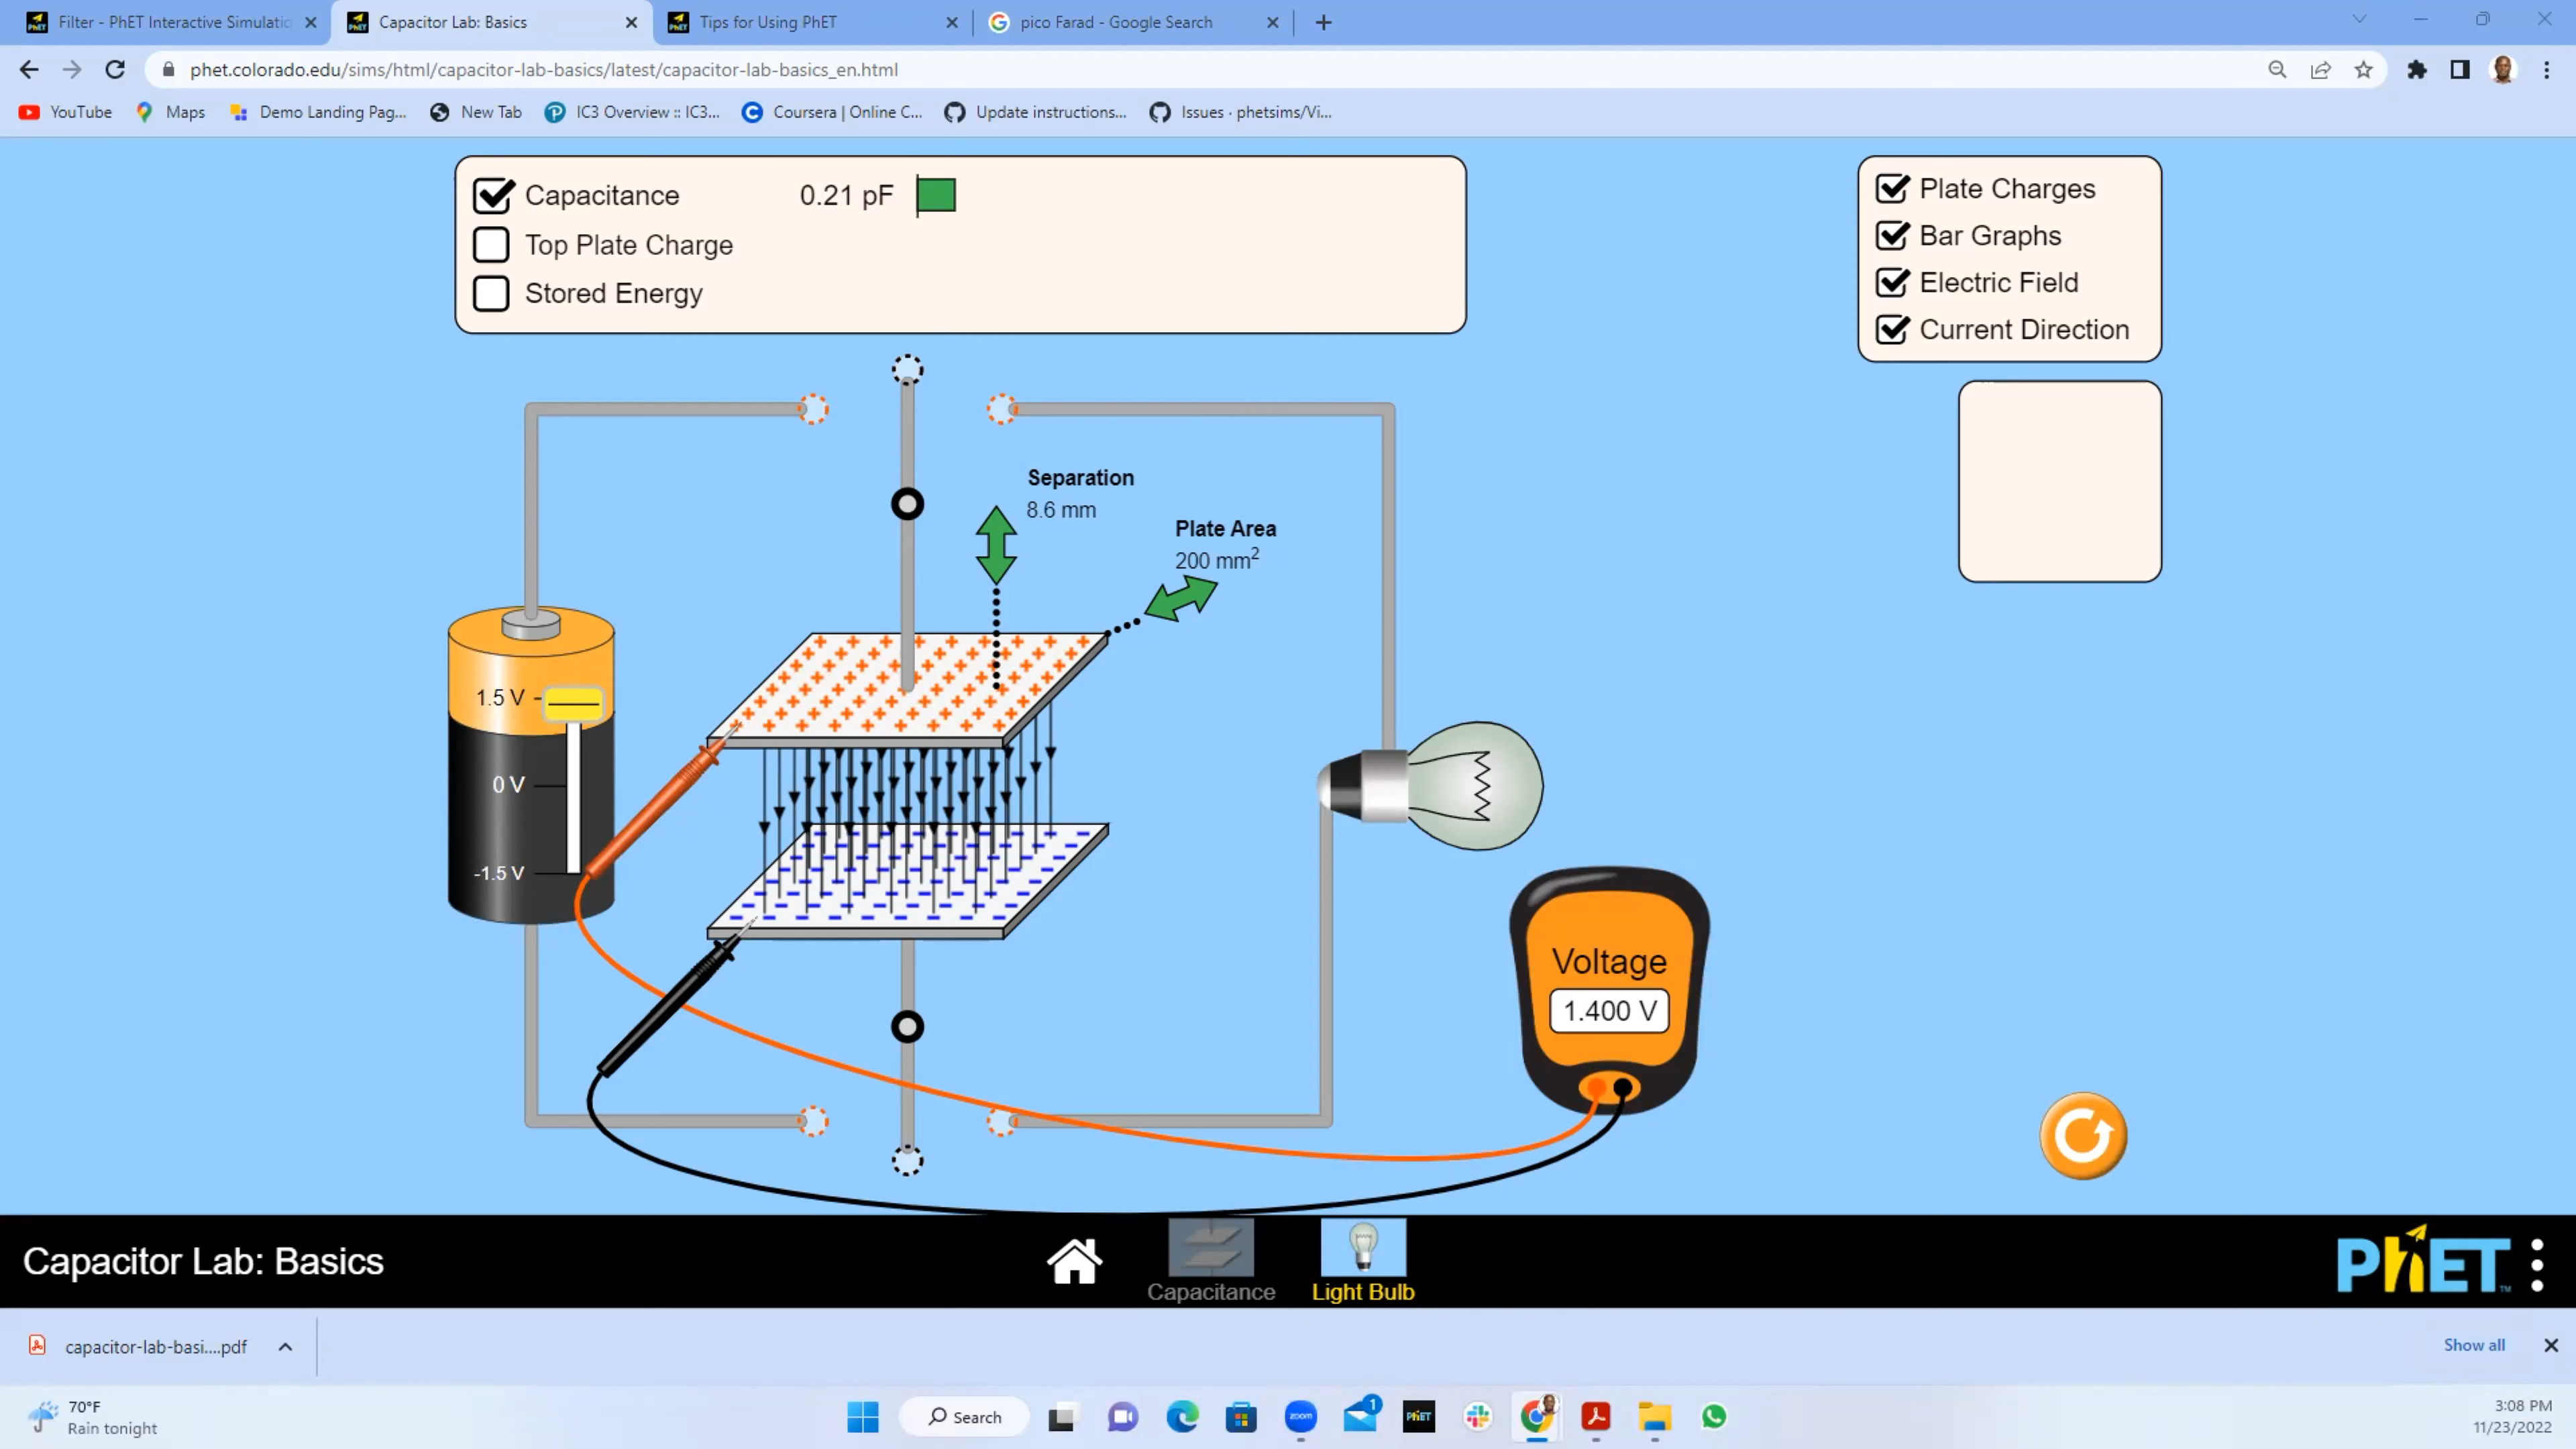 Filter - PhET Interactive Simulatio
Capacitor Lab: Basics
Tips for Using PhET
pico Farad - Google Search
phet.colorado.edu/sims/html/capacitor-lab-basics/latest/capacitor-lab-basics_en.html
YouTube
Maps
Demo Landing Pag...
New Tab
IC3 Overview :: IC3...
Coursera | Online C...
Update instructions...
Issues · phetsims/Vi...
Capacitance 0.21 pF
Top Plate Charge
Stored Energy
Plate Charges
Bar Graphs
Electric Field
Current Direction
Separation
8.6 mm
Plate Area
200 mm²
1.5 V
0 V
-1.5 V
Voltage
1.400 V
Capacitor Lab: Basics
Capacitance
Light Bulb
PhET
capacitor-lab-basi....pdf
Show all
70°F
Rain tonight
Search
zoom
1
PhET
3:08 PM
11/23/2022